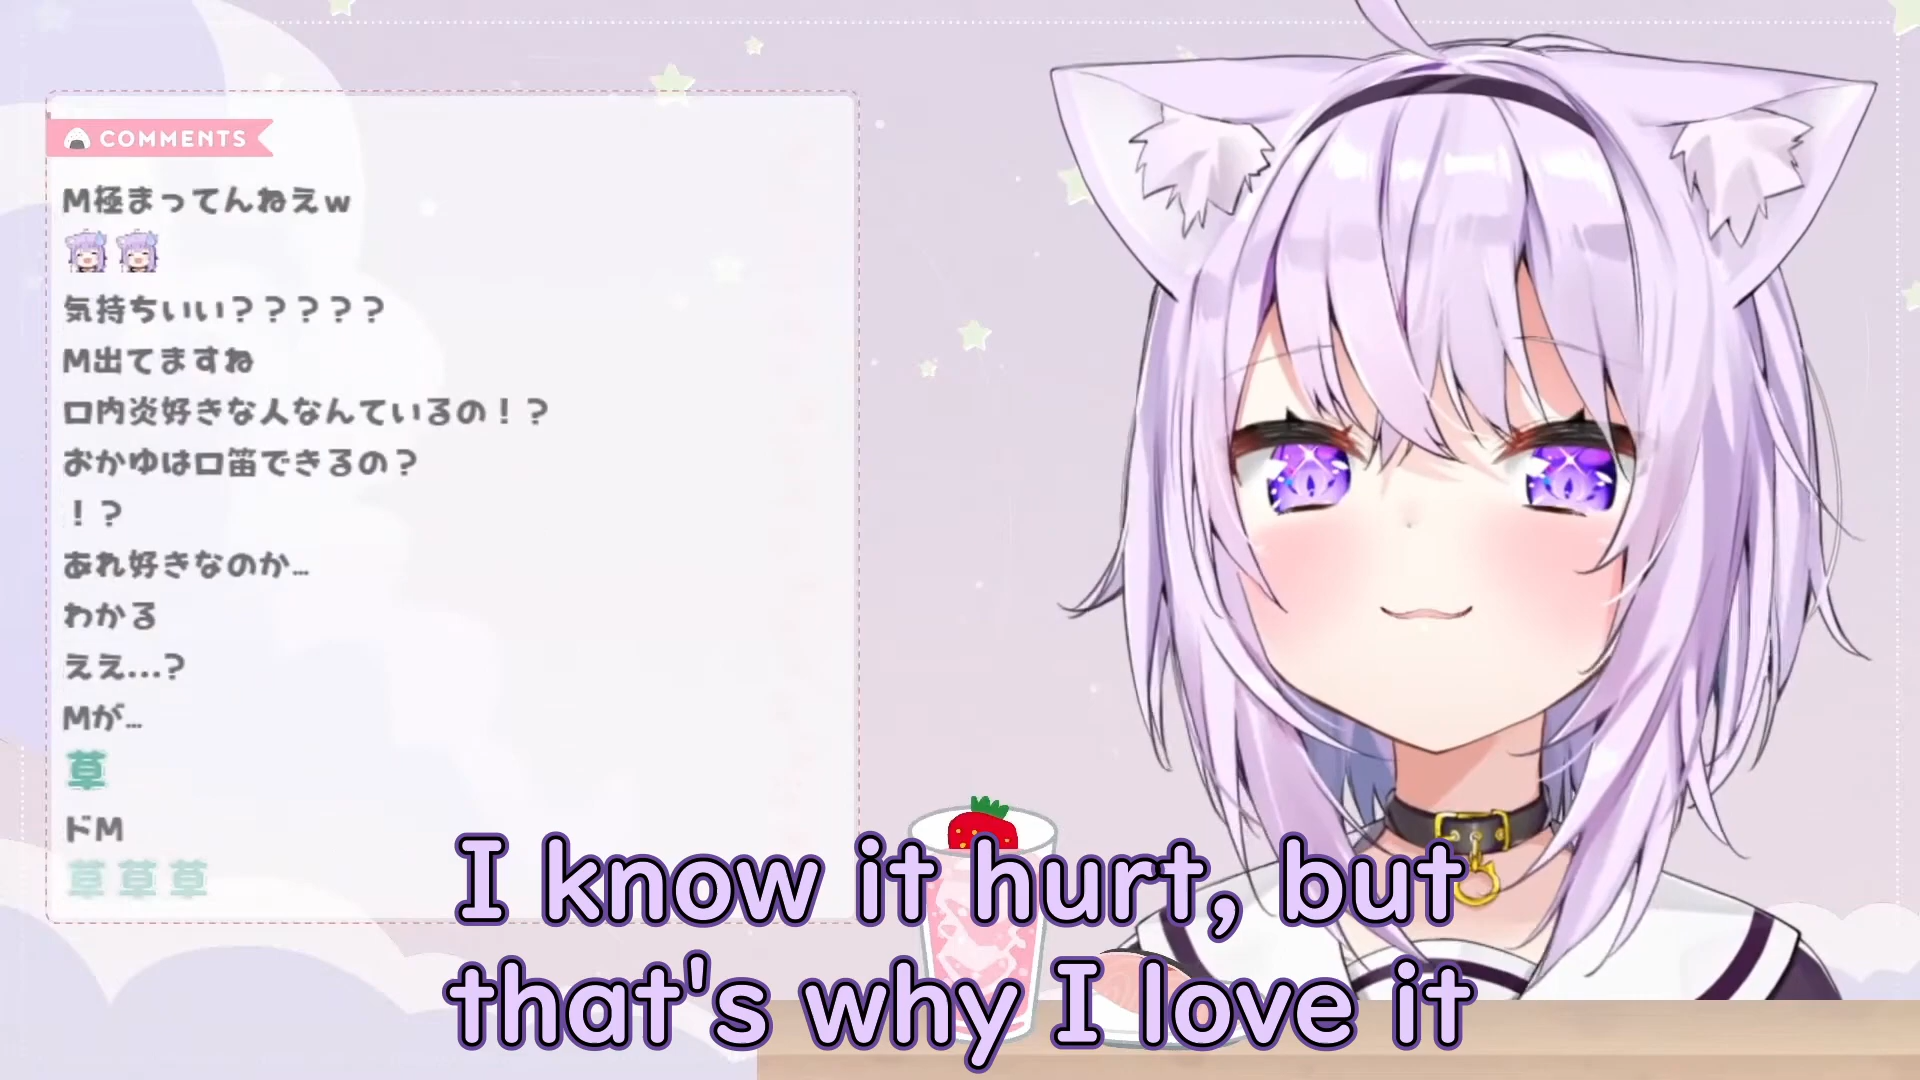 COMMENTS
M極まってんねえw
気持ちいい?????
M出てますね
口内炎好きな人なんているの!?
おかゆは口笛できるの?
!?
あれ好きなのか…
わかる
ええ…?
Mが…
草
ドM
草草草
I know it hurt, but
that's why I love it